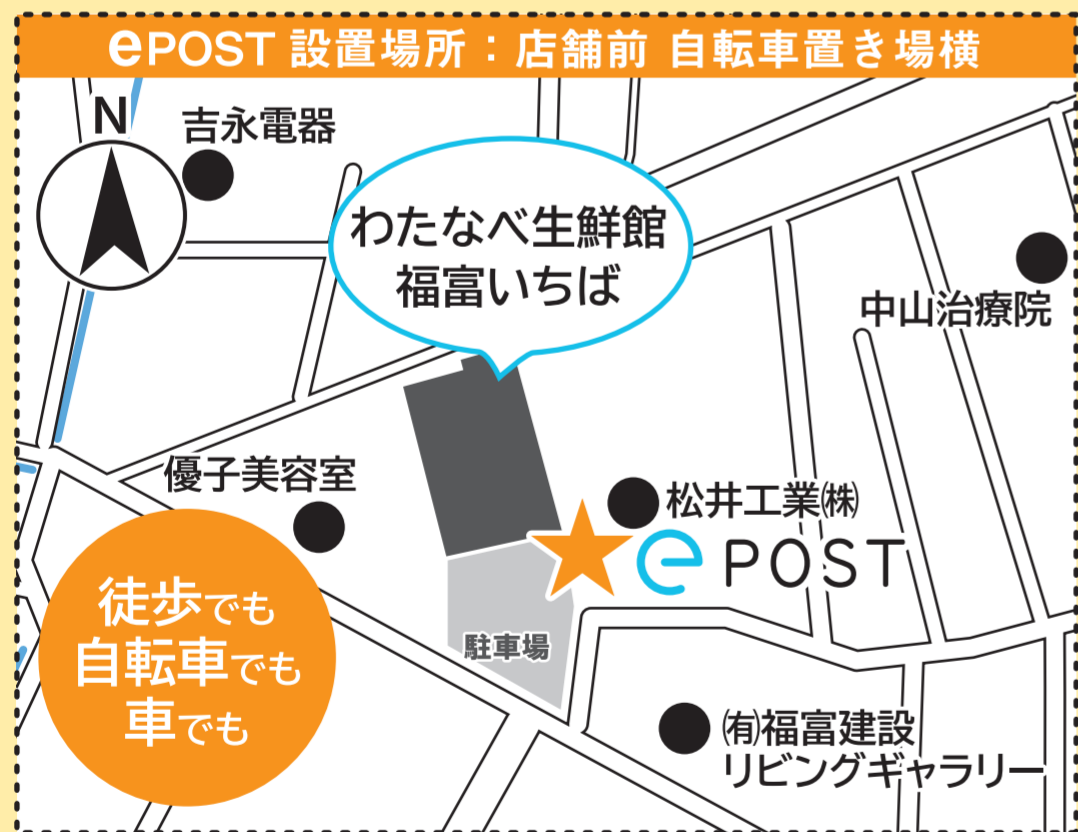 ePOST 設置場所：店舗前 自転車置き場横
N
吉永電器
わたなべ生鮮館
福富いちば
中山治療院
優子美容室
松井工業㈱
e POST
徒歩でも
自転車でも
車でも
駐車場
㈲福富建設
リビングギャラリー